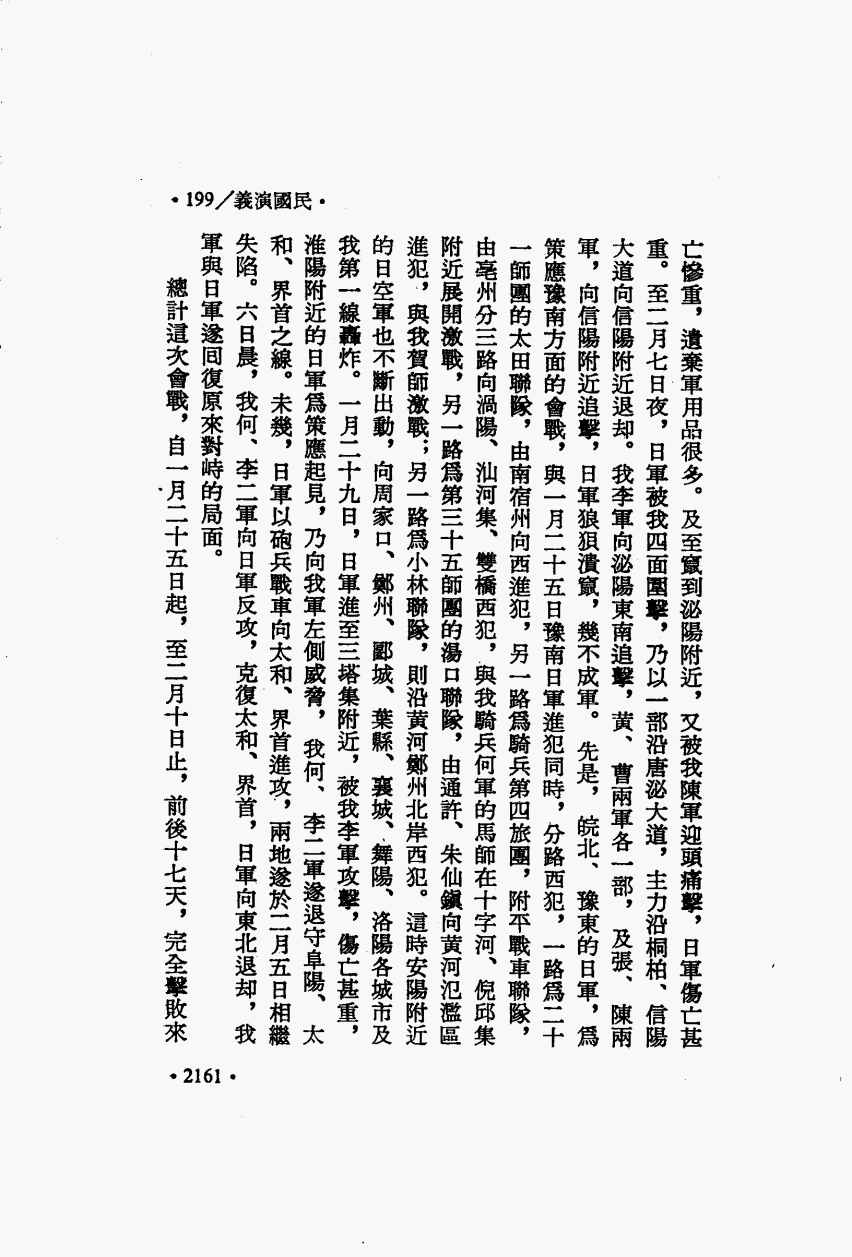 •199／義演國民•
亡慘重，遺棄軍用品很多。及至竄到泌陽附近，又被我陳軍迎頭痛擊，日軍傷亡甚
重。至二月七日夜，日軍被我四面圍擊，乃以一部沿唐泌大道，主力沿桐柏、信陽
大道向信陽附近退却。我李軍向泌陽東南追擊，黃、曹兩軍各一部，及張、陳兩
軍，向信陽附近追擊，日軍狼狽潰竄，幾不成軍。先是，皖北、豫東的日軍，爲
策應豫南方面的會戰，與一月二十五日豫南日軍進犯同時，分路西犯，一路爲二十
一師團的太田聯隊，由南宿州向西進犯，另一路爲騎兵第四旅團，附平戰車聯隊，
由亳州分三路向渦陽、汕河集、雙橋西犯，與我騎兵何軍的馬師在十字河、倪邱集
附近展開激戰，另一路爲第三十五師團的湯口聯隊，由通許、朱仙鎭向黃河氾濫區
進犯，與我賀師激戰；另一路爲小林聯隊，則沿黃河鄭州北岸西犯。這時安陽附近
的日空軍也不斷出動，向周家口、鄭州、郾城、葉縣、襄城、舞陽、洛陽各城市及
我第一線轟炸。一月二十九日，日軍進至三塔集附近，被我李軍攻擊，傷亡甚重，
淮陽附近的日軍爲策應起見，乃向我軍左側威脅，我何、李二軍遂退守阜陽、太
和、界首之線。未幾，日軍以砲兵戰車向太和、界首進攻，兩地遂於二月五日相繼
失陷。六日晨，我何、李二軍向日軍反攻，克復太和、界首，日軍向東北退却，我
軍與日軍遂囘復原來對峙的局面。
總計這次會戰，自一月二十五日起，至二月十日止，前後十七天，完全擊敗來
•2161•